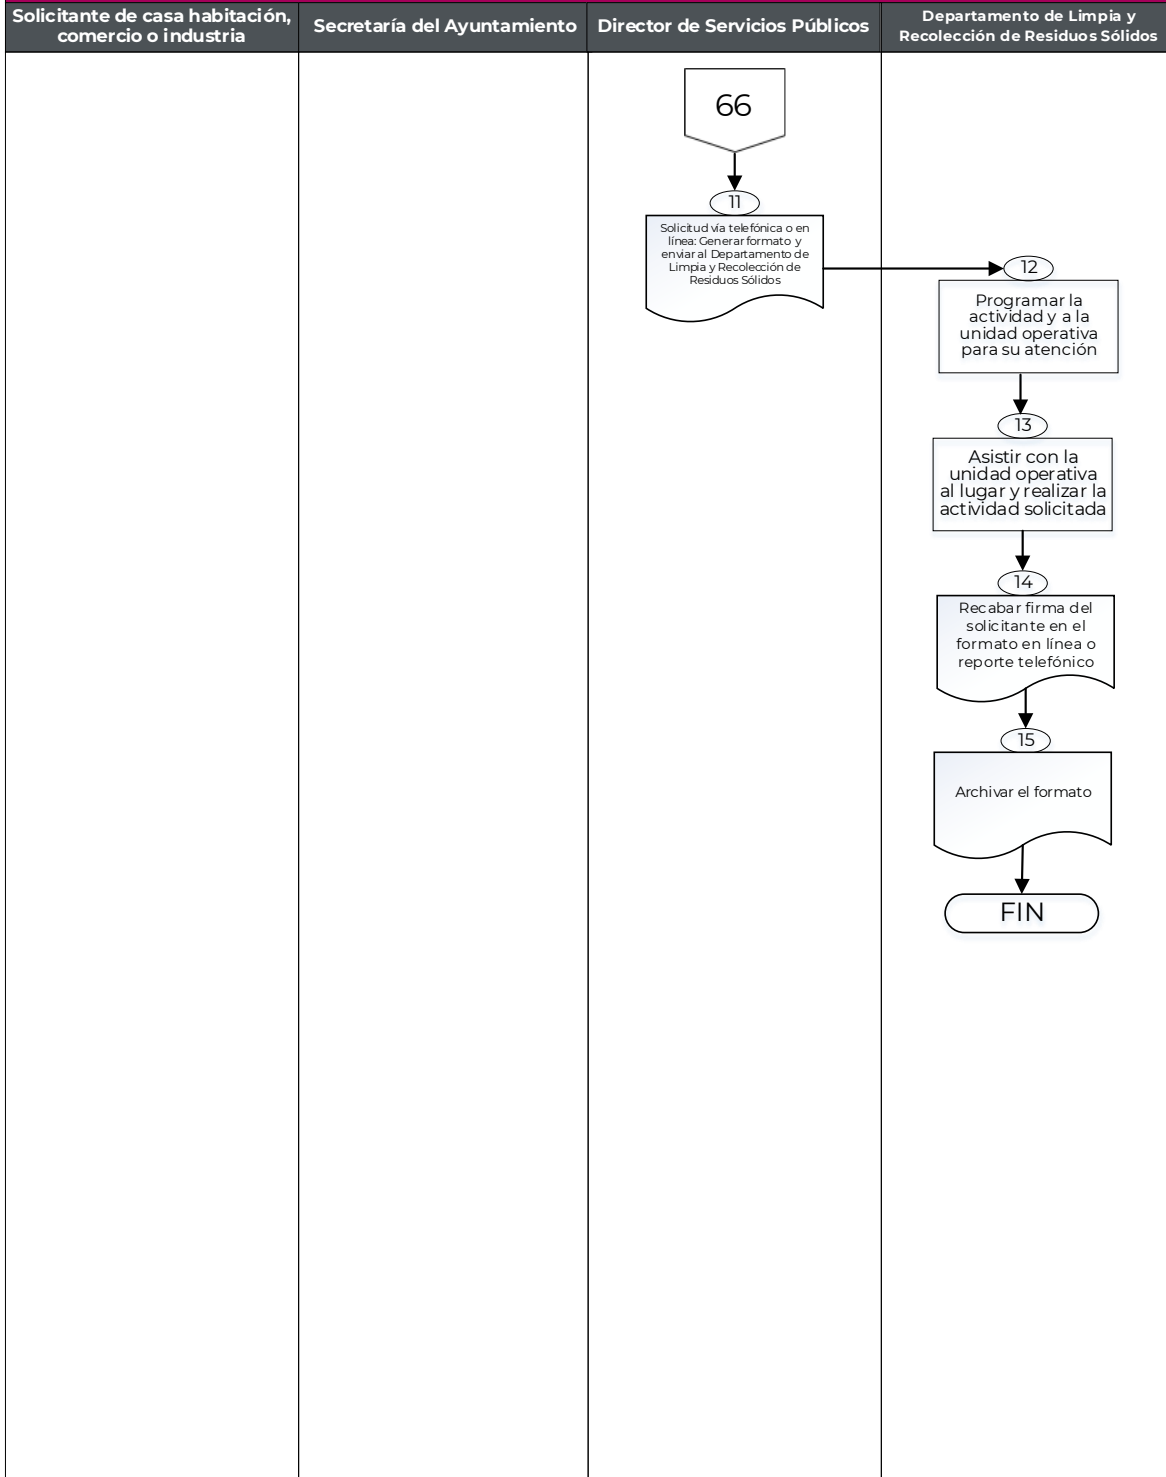 Solicitante de casa habitación,
comercio o industria
Secretaría del Ayuntamiento
Director de Servicios Públicos
Departamento de Limpia y
Recolección de Residuos Sólidos
66
11
Solicitud vía telefónica o en
línea: Generar formato y
enviar al Departamento de
Limpia y Recolección de
Residuos Sólidos
12
Programar la
actividad y a la
unidad operativa
para su atención
13
Asistir con la
unidad operativa
al lugar y realizar la
actividad solicitada
14
Recabar firma del
solicitante en el
formato en línea o
reporte telefónico
15
Archivar el formato
FIN